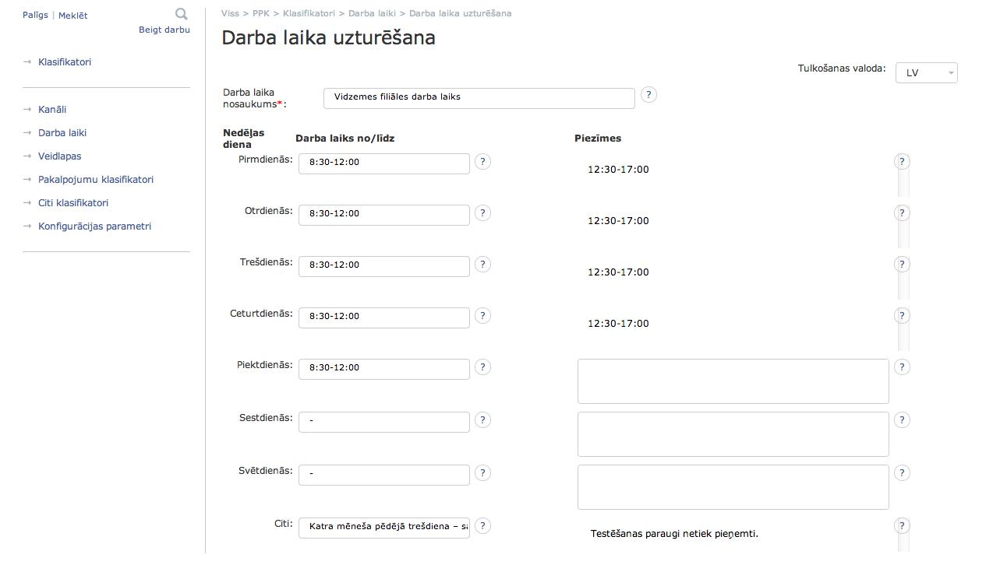 Palīgs | Meklēt
Beigt darbu
→ Klasifikatori
→ Kanāli
→ Darba laiki
→ Veidlapas
→ Pakalpojumu klasifikatori
→ Citi klasifikatori
→ Konfigurācijas parametri
Viss > PPK > Klasifikatori > Darba laiki > Darba laika uzturēšana
Darba laika uzturēšana
Tulkošanas valoda: LV
Darba laika
nosaukums*: Vidzemes filiāles darba laiks ?
Nedēļas
diena Darba laiks no/līdz Piezīmes
Pirmdienās: 8:30-12:00 ? 12:30-17:00 ?
Otrdienās: 8:30-12:00 ? 12:30-17:00 ?
Trešdienās: 8:30-12:00 ? 12:30-17:00 ?
Ceturtdienās: 8:30-12:00 ? 12:30-17:00 ?
Piektdienās: 8:30-12:00 ? ?
Sestdienās: - ? ?
Svētdienās: - ? ?
Citi: Katra mēneša pēdējā trešdiena – sa ? Testēšanas paraugi netiek pieņemti. ?